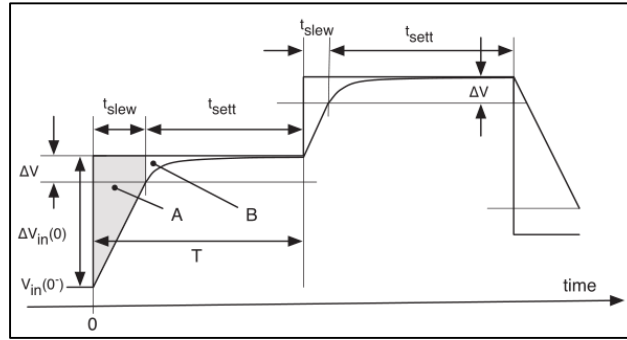 t_slew
t_sett
ΔV
t_slew
t_sett
ΔV
A
B
ΔV_in(0)
T
V_in(0⁻)
time
0